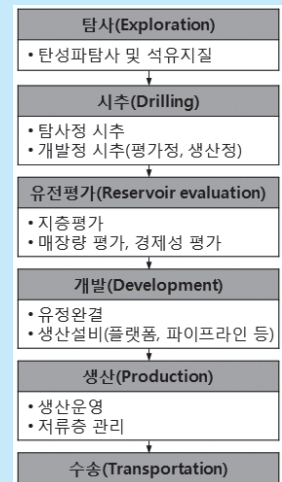 탐사(Exploration)
• 탄성파탐사 및 석유지질
시추(Drilling)
• 탐사정 시추
• 개발정 시추(평가정, 생산정)
유전평가(Reservoir evaluation)
• 지층평가
• 매장량 평가, 경제성 평가
개발(Development)
• 유정완결
• 생산설비(플랫폼, 파이프라인 등)
생산(Production)
• 생산운영
• 저류층 관리
수송(Transportation)